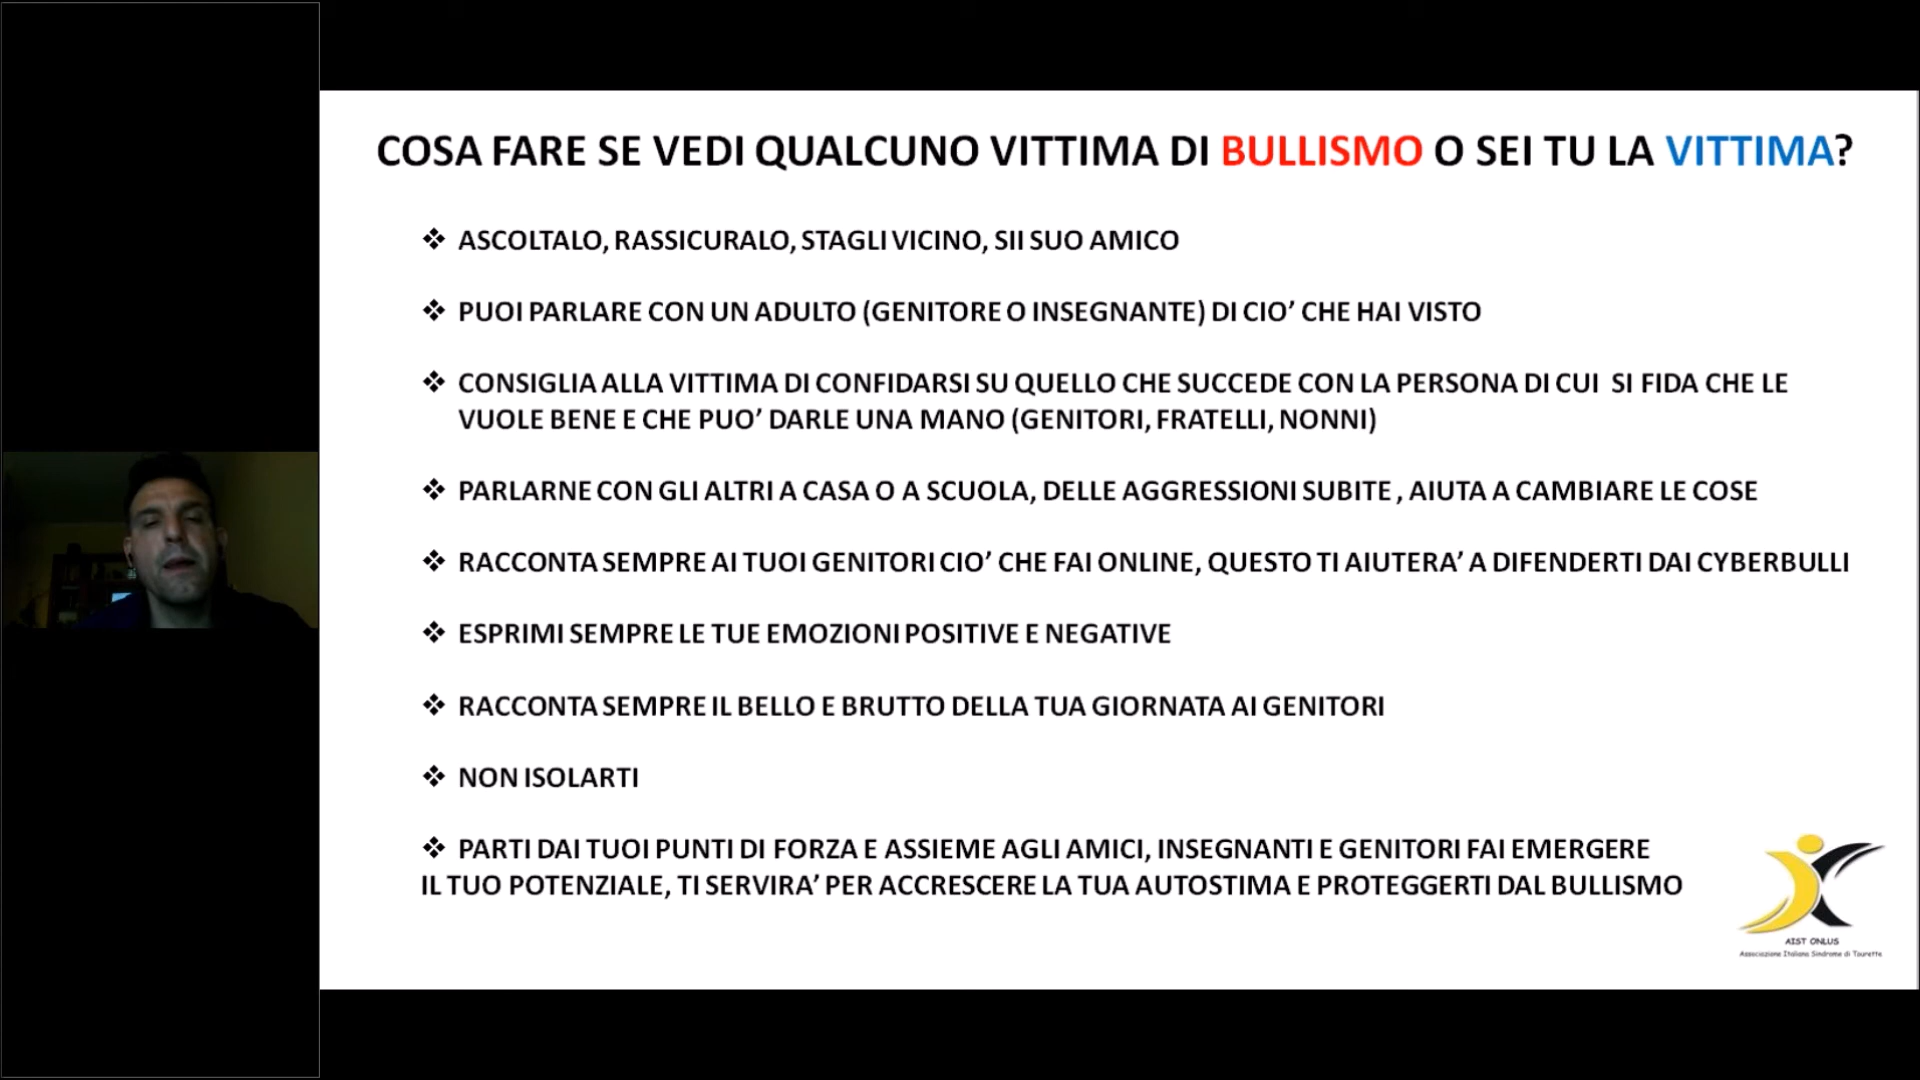 COSA FARE SE VEDI QUALCUNO VITTIMA DI BULLISMO O SEI TU LA VITTIMA?
❖ ASCOLTALO, RASSICURALO, STAGLI VICINO, SII SUO AMICO
❖ PUOI PARLARE CON UN ADULTO (GENITORE O INSEGNANTE) DI CIO’ CHE HAI VISTO
❖ CONSIGLIA ALLA VITTIMA DI CONFIDARSI SU QUELLO CHE SUCCEDE CON LA PERSONA DI CUI SI FIDA CHE LE
VUOLE BENE E CHE PUO’ DARLE UNA MANO (GENITORI, FRATELLI, NONNI)
❖ PARLARNE CON GLI ALTRI A CASA O A SCUOLA, DELLE AGGRESSIONI SUBITE , AIUTA A CAMBIARE LE COSE
❖ RACCONTA SEMPRE AI TUOI GENITORI CIO’ CHE FAI ONLINE, QUESTO TI AIUTERA’ A DIFENDERTI DAI CYBERBULLI
❖ ESPRIMI SEMPRE LE TUE EMOZIONI POSITIVE E NEGATIVE
❖ RACCONTA SEMPRE IL BELLO E BRUTTO DELLA TUA GIORNATA AI GENITORI
❖ NON ISOLARTI
❖ PARTI DAI TUOI PUNTI DI FORZA E ASSIEME AGLI AMICI, INSEGNANTI E GENITORI FAI EMERGERE
IL TUO POTENZIALE, TI SERVIRA’ PER ACCRESCERE LA TUA AUTOSTIMA E PROTEGGERTI DAL BULLISMO
AIST ONLUS
Associazione Italiana Sindrome di Tourette